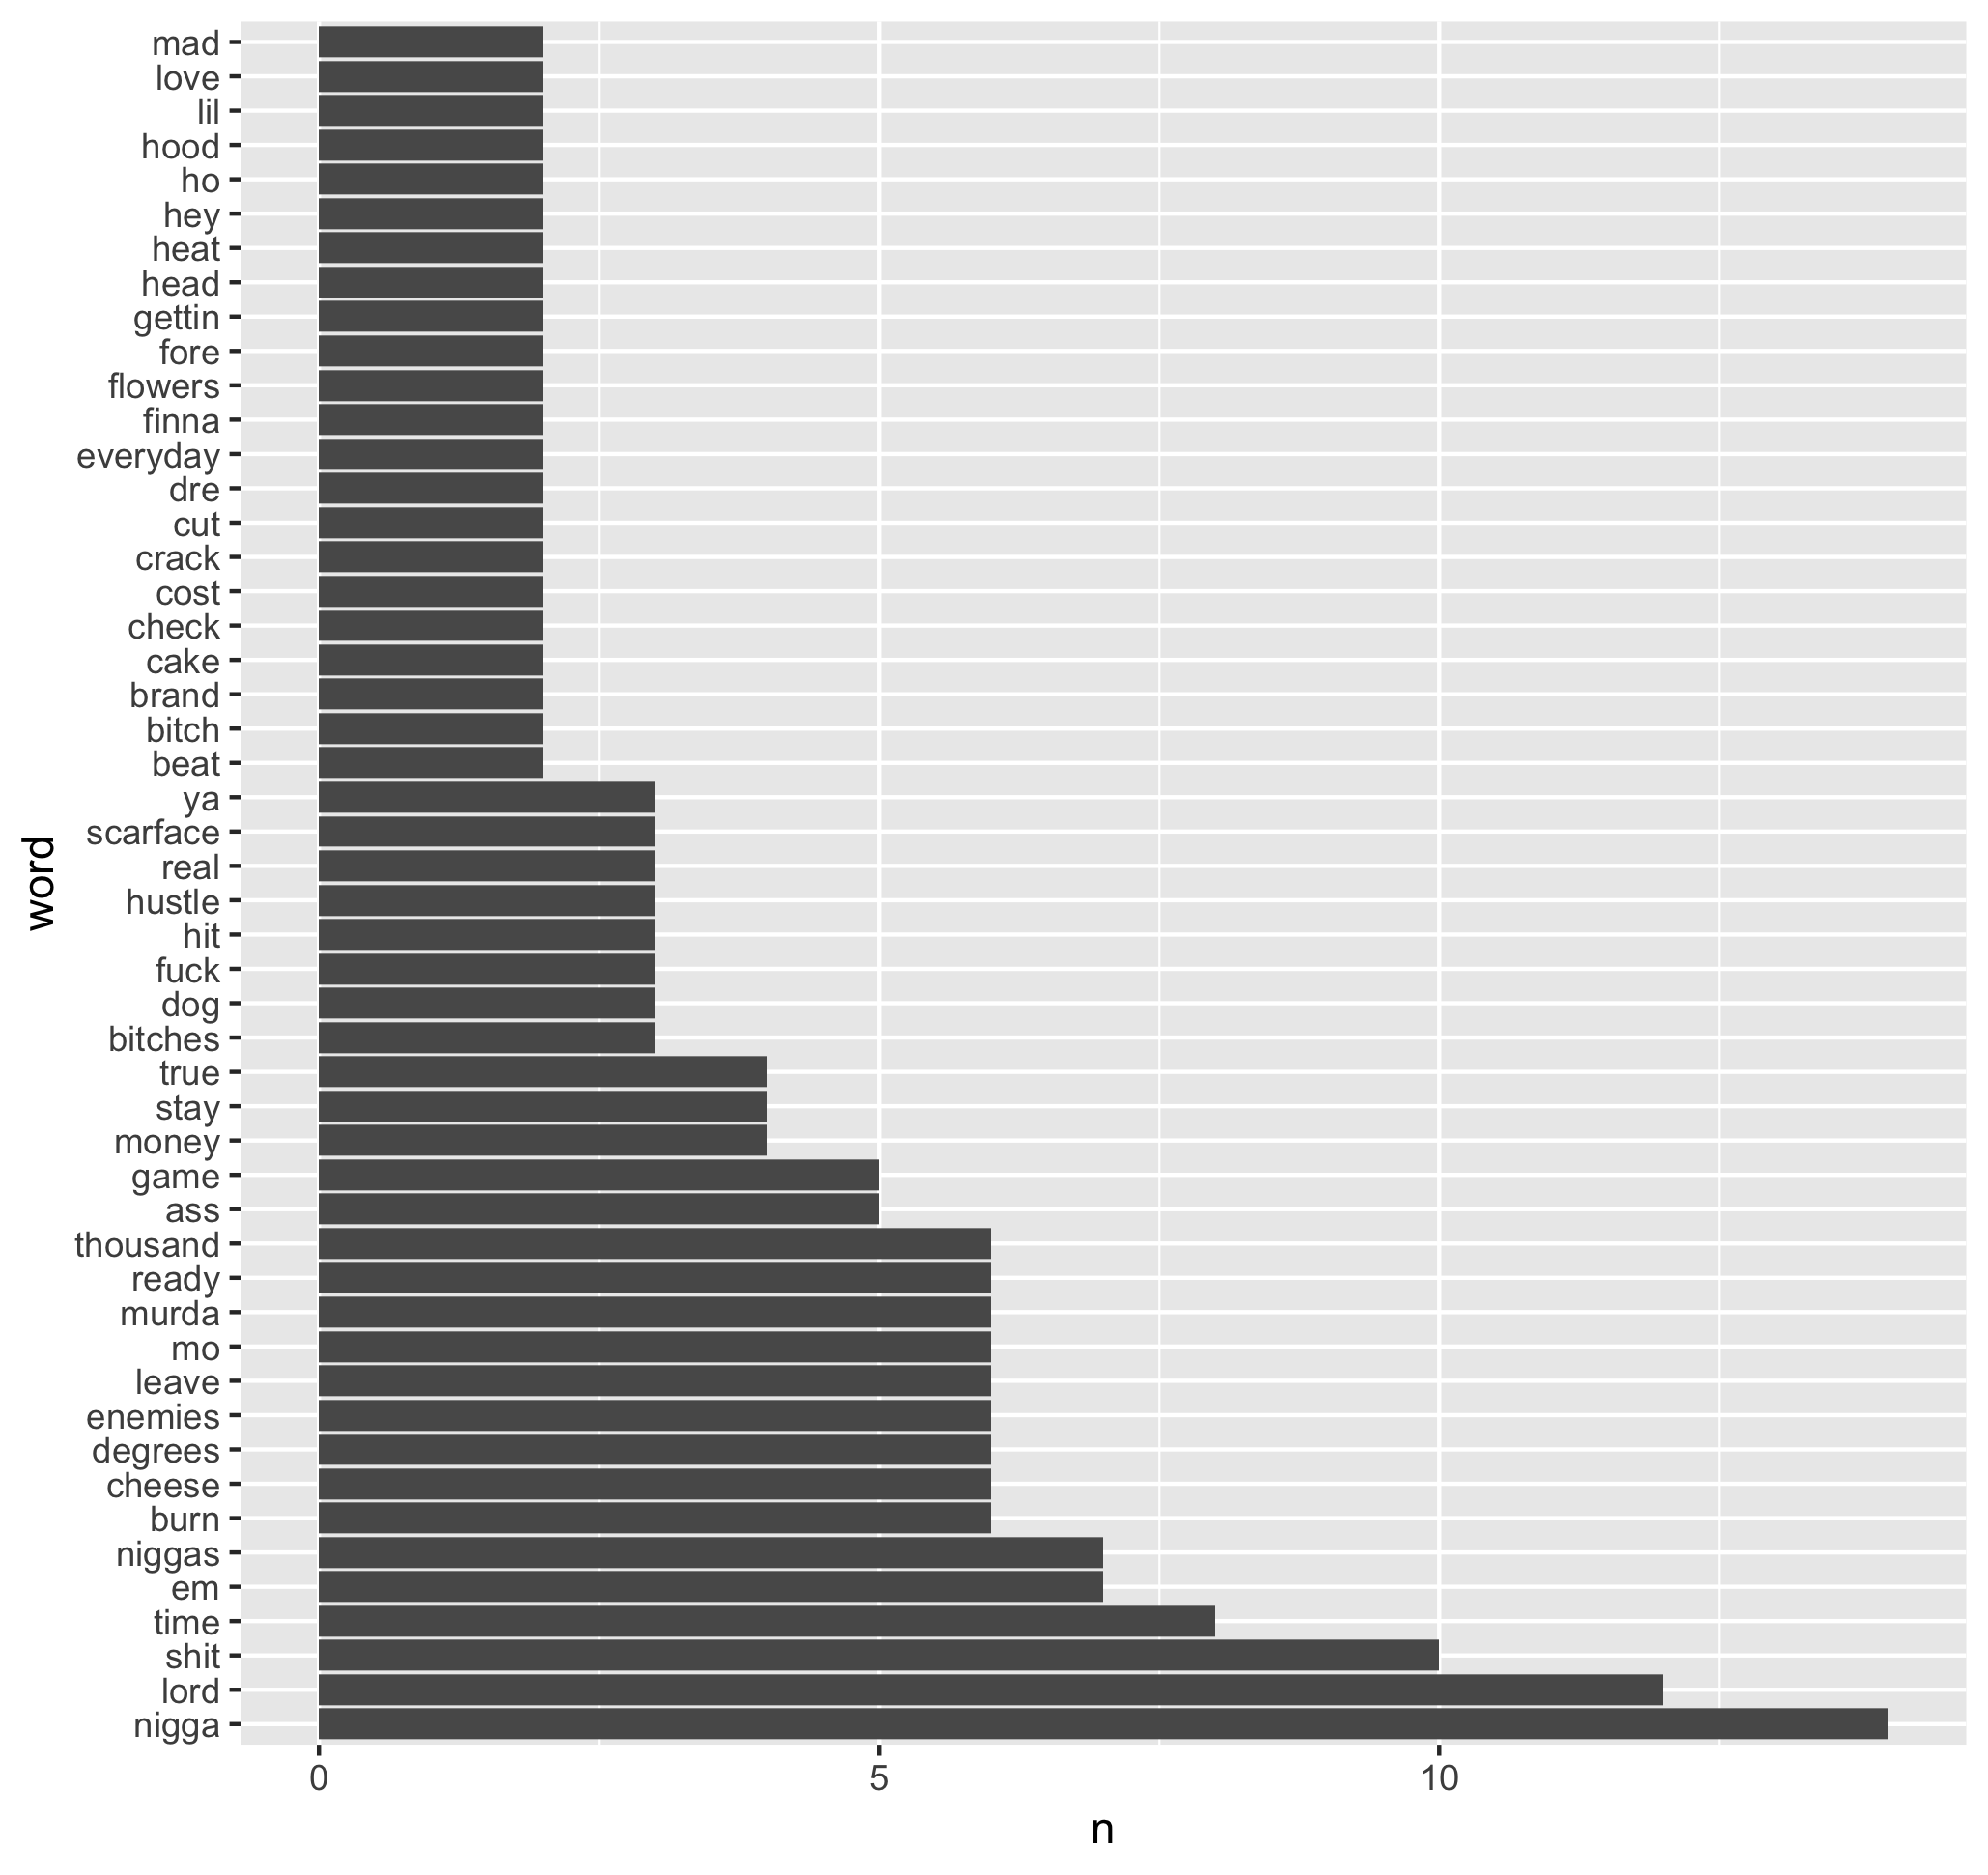 mad
love
lil
hood
ho
hey
heat
head
gettin
fore
flowers
finna
everyday
dre
cut
crack
cost
check
cake
brand
bitch
beat
ya
scarface
real
hustle
hit
fuck
dog
bitches
true
stay
money
game
ass
thousand
ready
murda
mo
leave
enemies
degrees
cheese
burn
niggas
em
time
shit
lord
nigga
word
0 5 10
n